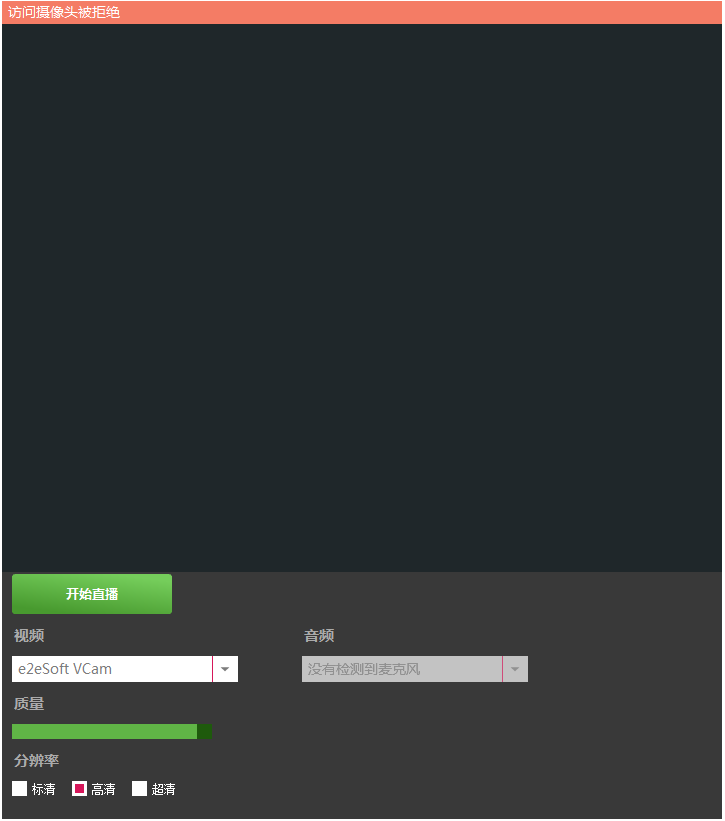 访问摄像头被拒绝
开始直播
视频 音频
e2eSoft VCam 没有检测到麦克风
质量
分辨率
标清 高清 超清